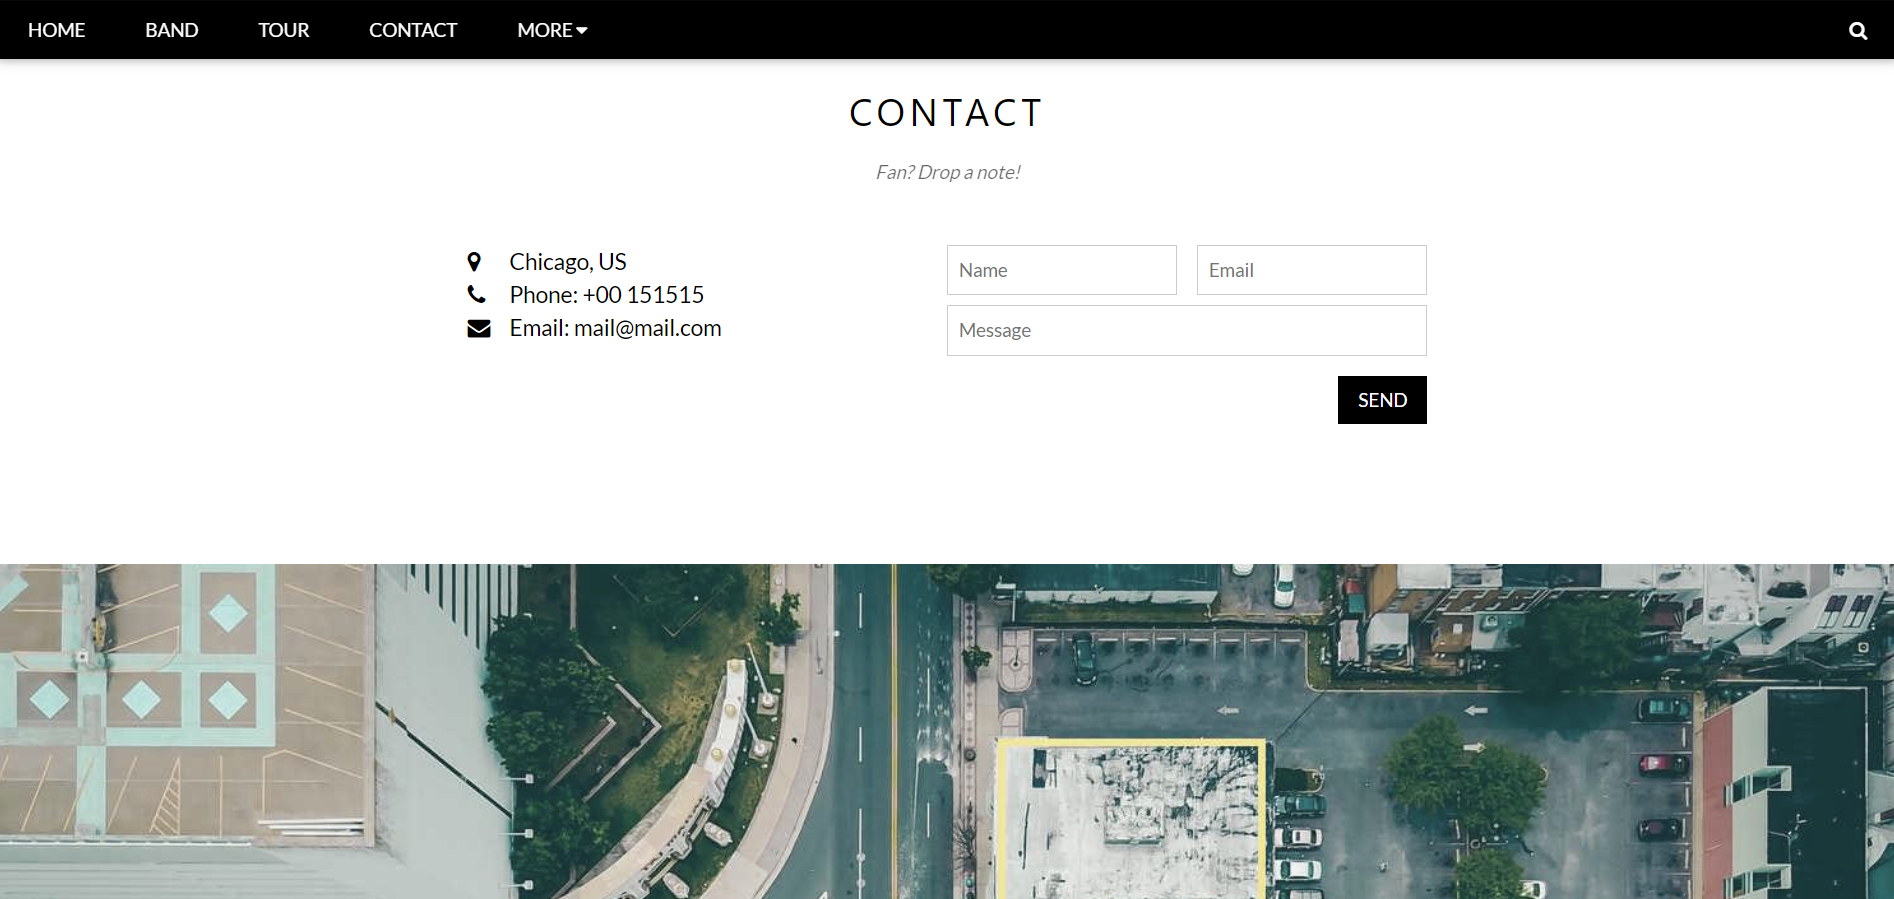 HOME BAND TOUR CONTACT MORE
CONTACT
Fan? Drop a note!
Chicago, US
Phone: +00 151515
Email: mail@mail.com
Name Email
Message
SEND